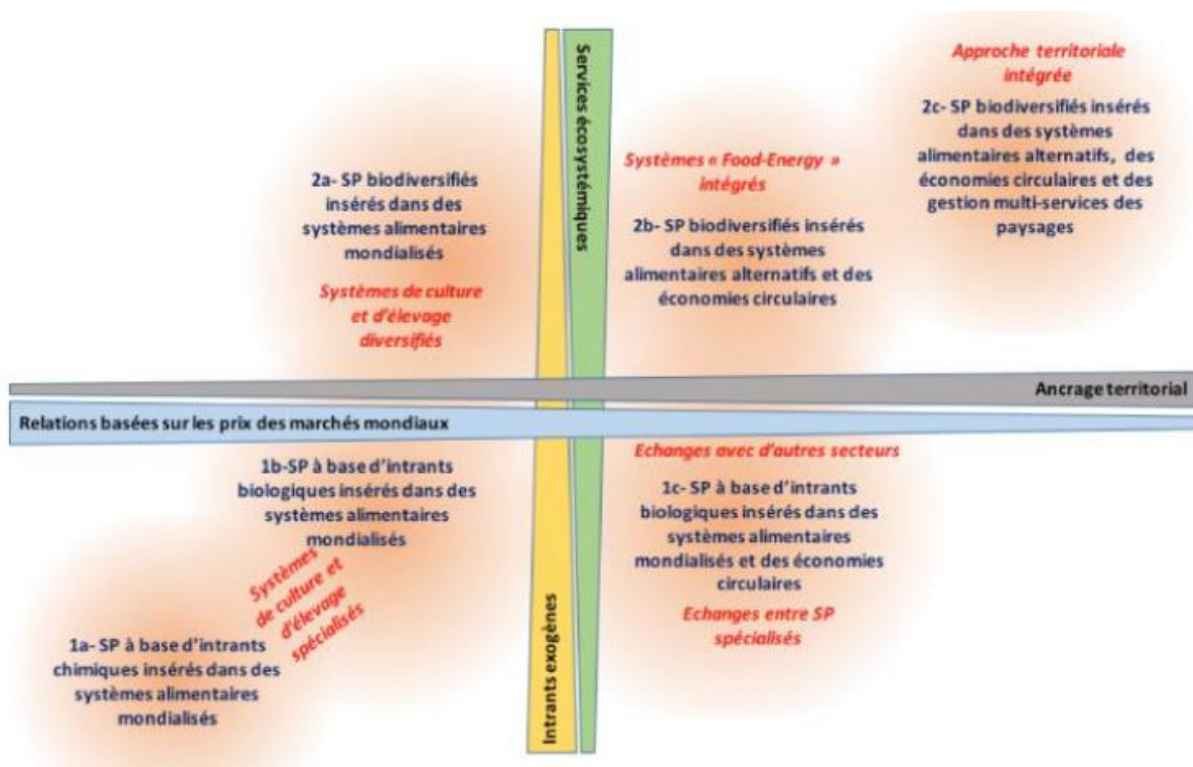 Services écosystémiques
Approche territoriale
intégrée
2c- SP biodiversifiés insérés
dans des systèmes
alimentaires alternatifs, des
économies circulaires et des
gestion multi-services des
paysages
Systèmes « Food-Energy »
intégrés
2b- SP biodiversifiés insérés
dans des systèmes
alimentaires alternatifs et des
économies circulaires
2a- SP biodiversifiés
insérés dans des
systèmes alimentaires
mondialisés
Systèmes de culture
et d'élevage
diversifiés
Ancrage territorial
Relations basées sur les prix des marchés mondiaux
1b-SP à base d'intrants
biologiques insérés dans des
systèmes alimentaires
mondialisés
Systèmes
de culture et
d'élevage
spécialisés
1a- SP à base d'intrants
chimiques insérés dans des
systèmes alimentaires
mondialisés
Intrants exogènes
Echanges avec d'autres secteurs
1c- SP à base d'intrants
biologiques insérés dans des
systèmes alimentaires
mondialisés et des économies
circulaires
Echanges entre SP
spécialisés